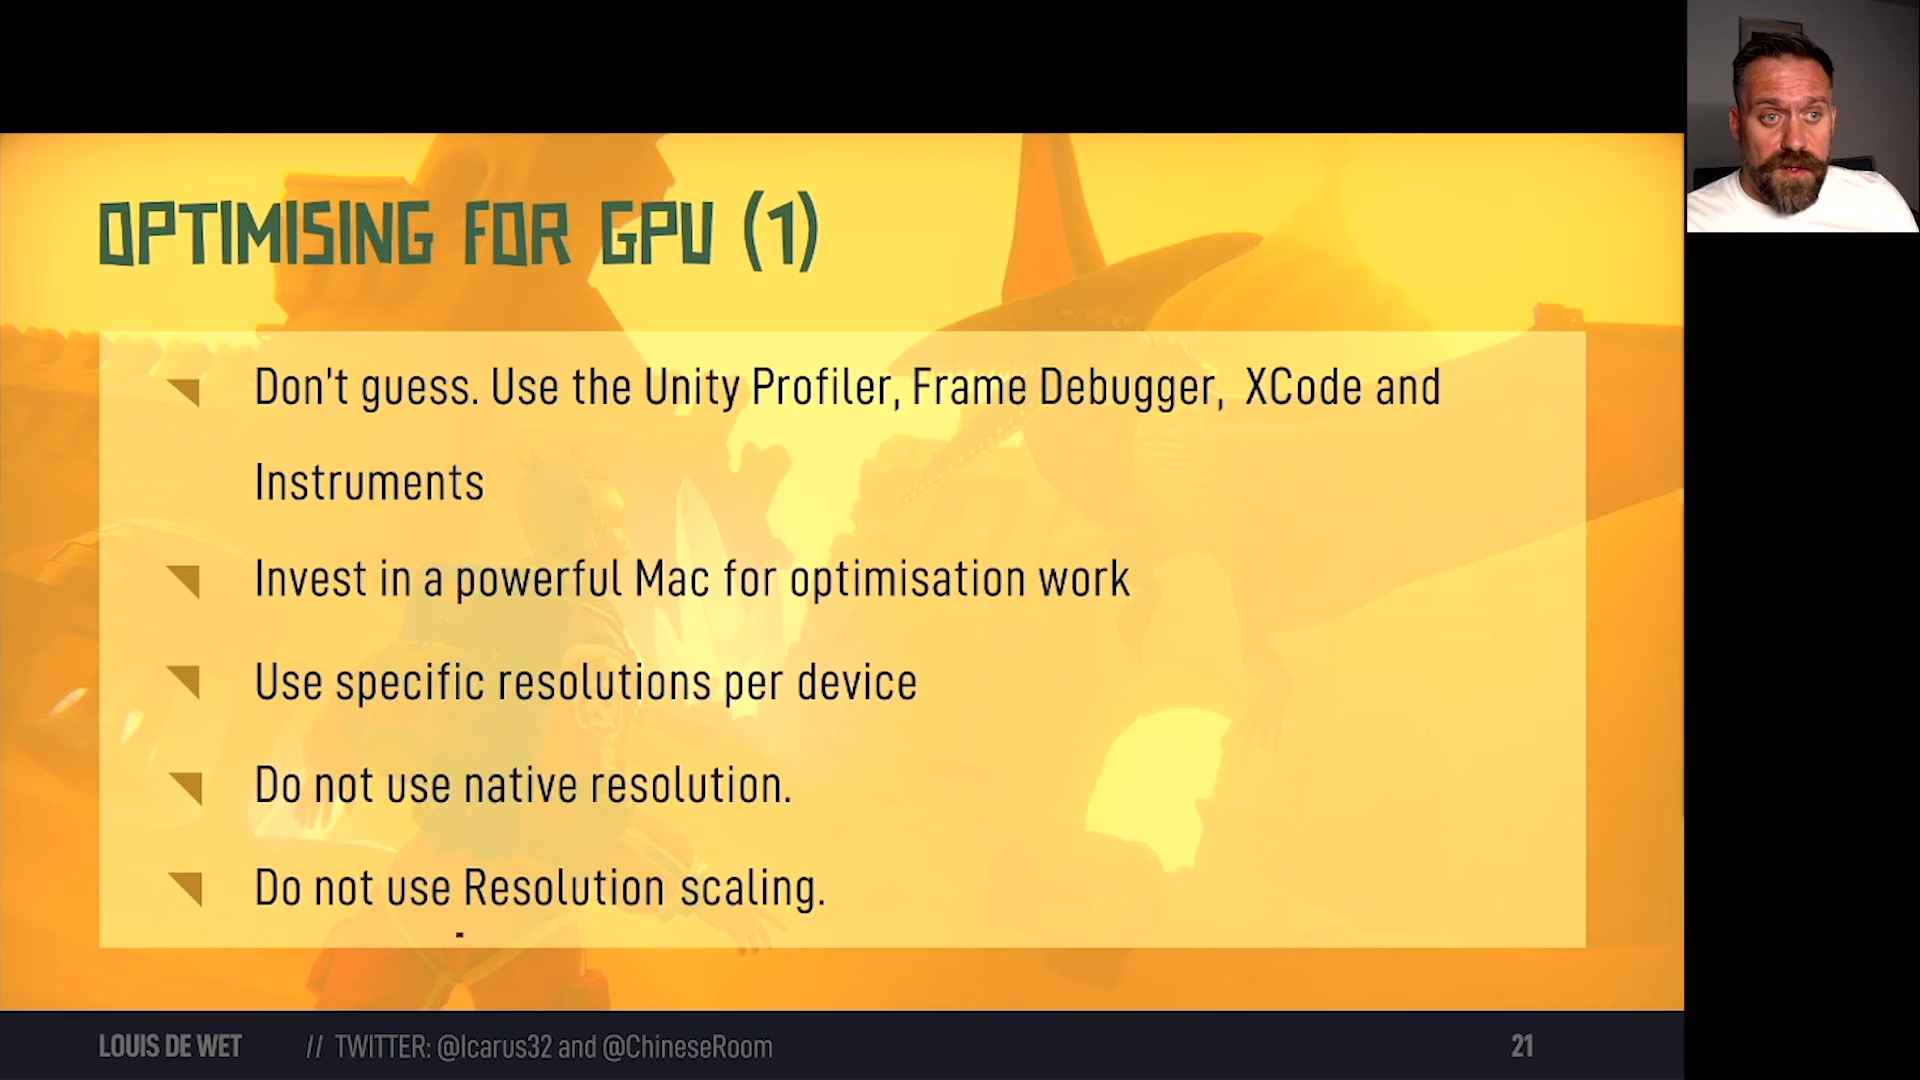 OPTIMISING FOR GPU (1)
Don't guess. Use the Unity Profiler, Frame Debugger, XCode and
Instruments
Invest in a powerful Mac for optimisation work
Use specific resolutions per device
Do not use native resolution.
Do not use Resolution scaling.
LOUIS DE WET // TWITTER: @Icarus32 and @ChineseRoom 21